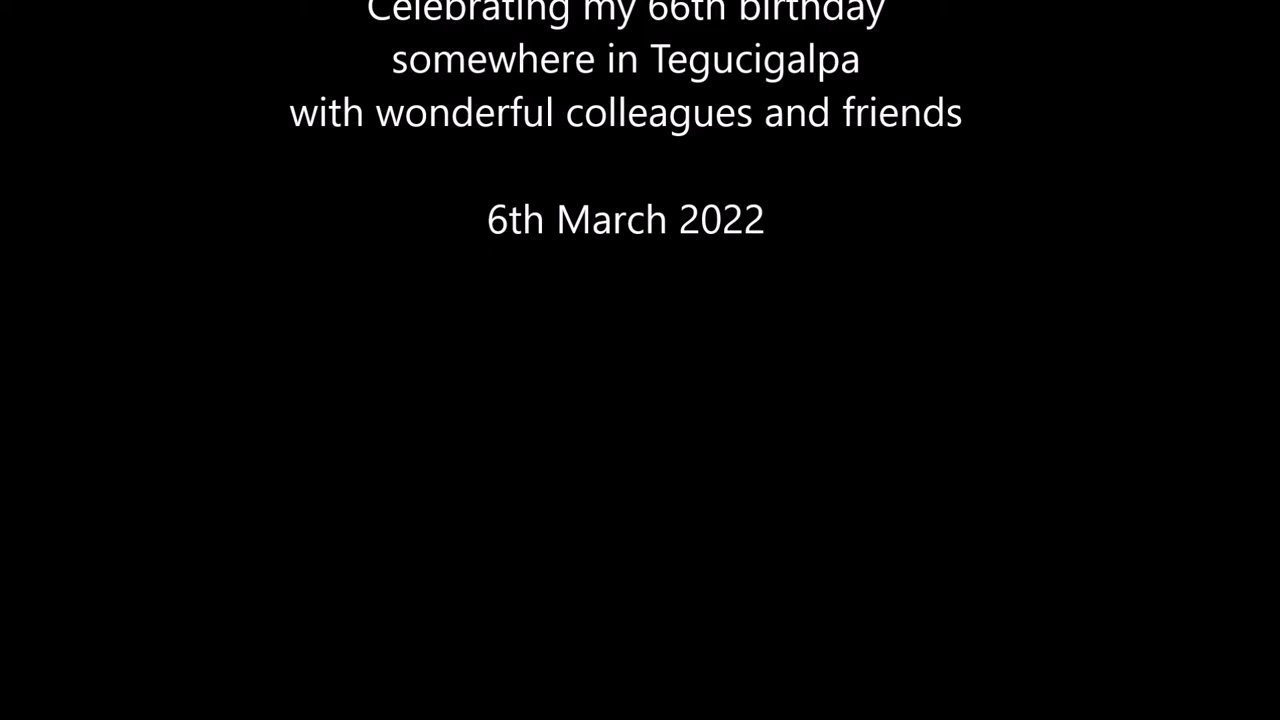 Celebrating my 66th birthday
somewhere in Tegucigalpa
with wonderful colleagues and friends
6th March 2022